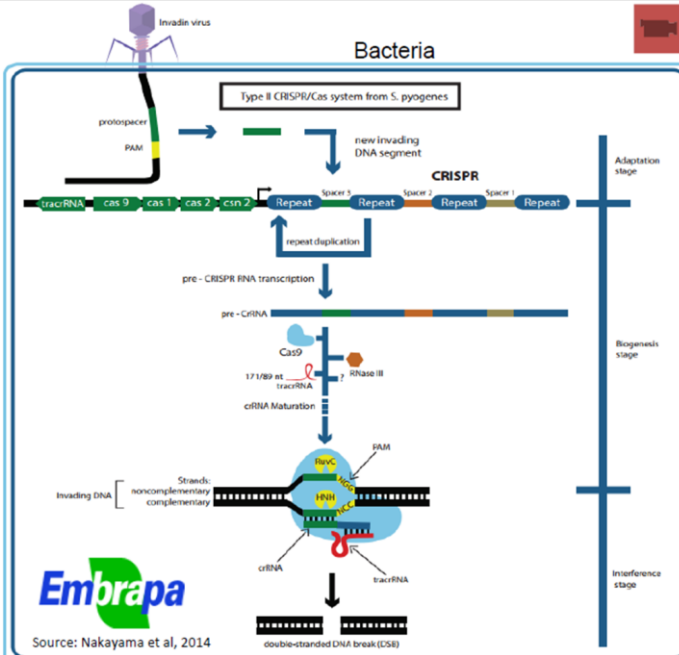 Invadin virus
Bacteria
Type II CRISPR/Cas system from S. pyogenes
protospacer
PAM
new invading
DNA segment
Adaptation
stage
CRISPR
tracrRNA
cas 9
cas 1
cas 2
csn 2
Repeat
Spacer 3
Repeat
Spacer 2
Repeat
Spacer 1
Repeat
repeat duplication
pre - CRISPR RNA transcription
pre - CrRNA
Biogenesis
stage
Cas9
RNase III
171/89 nt
tracrRNA
?
crRNA Maturation
PAM
RuvC
NGG
Strands:
Invading DNA
noncomplementary
complementary
HNH
NCC
crRNA
tracrRNA
Interference
stage
Embrapa
Source: Nakayama et al, 2014
double-stranded DNA break (DSB)